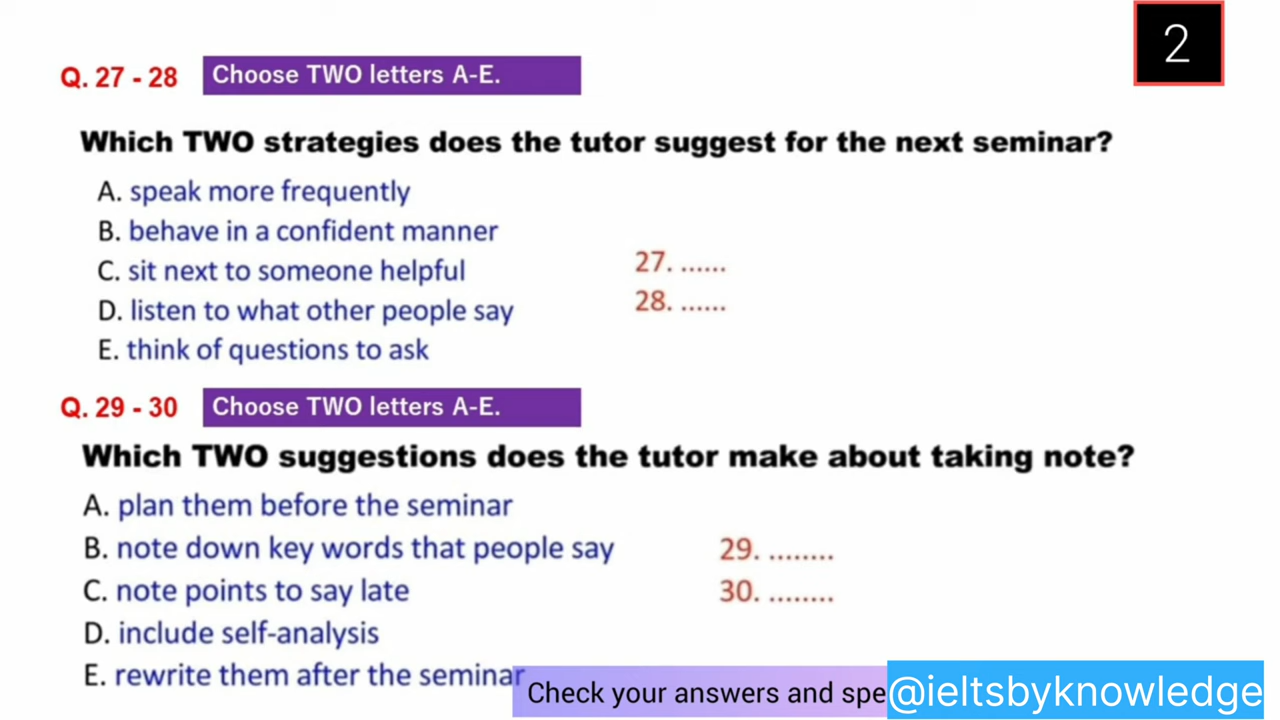 2
Q. 27 - 28 Choose TWO letters A-E.
Which TWO strategies does the tutor suggest for the next seminar?
A. speak more frequently
B. behave in a confident manner
C. sit next to someone helpful
D. listen to what other people say
E. think of questions to ask
27. ......
28. ......
Q. 29 - 30 Choose TWO letters A-E.
Which TWO suggestions does the tutor make about taking note?
A. plan them before the seminar
B. note down key words that people say
C. note points to say late
D. include self-analysis
E. rewrite them after the seminar
29. ........
30. ........
Check your answers and spe
@ieltsbyknowledge